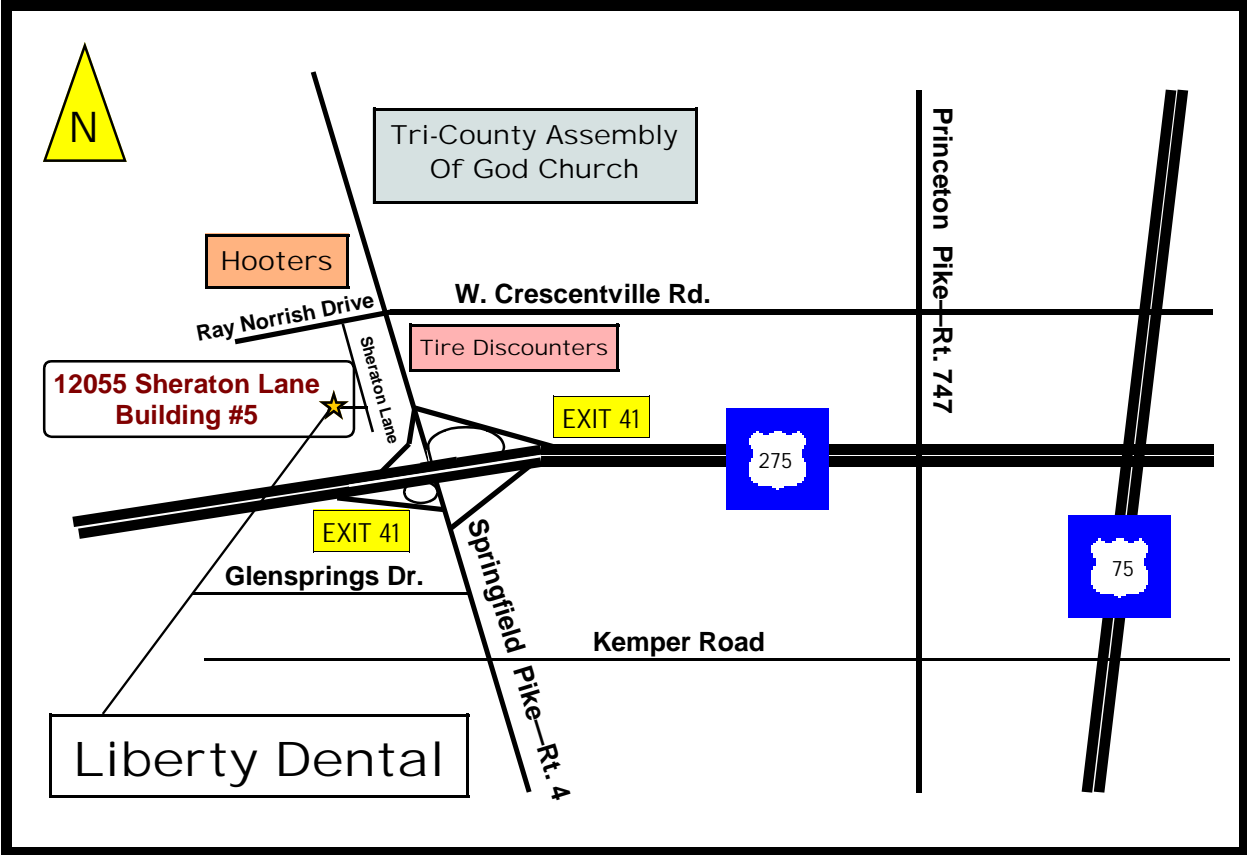 N
Tri-County Assembly
Of God Church
Hooters
W. Crescentville Rd.
Ray Norrish Drive
Tire Discounters
Princeton Pike—Rt. 747
Sheraton Lane
12055 Sheraton Lane
Building #5
EXIT 41
275
EXIT 41
75
Glensprings Dr.
Springfield Pike—Rt. 4
Kemper Road
Liberty Dental